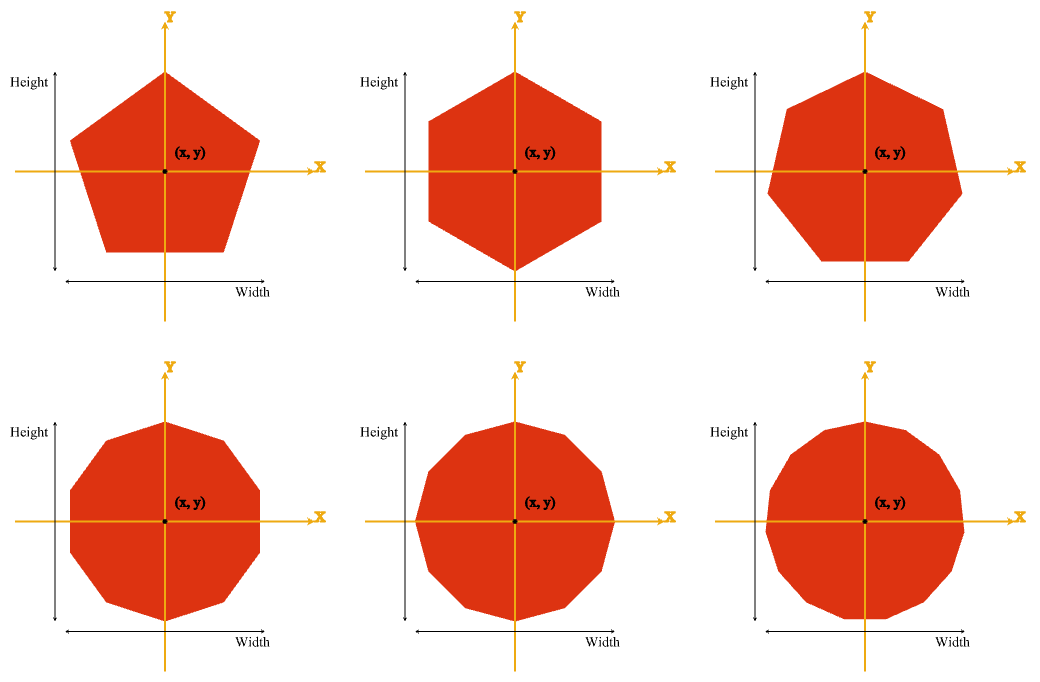 Y
Height
(x, y)
X
Width
Y
Height
(x, y)
X
Width
Y
Height
(x, y)
X
Width
Y
Height
(x, y)
X
Width
Y
Height
(x, y)
X
Width
Y
Height
(x, y)
X
Width